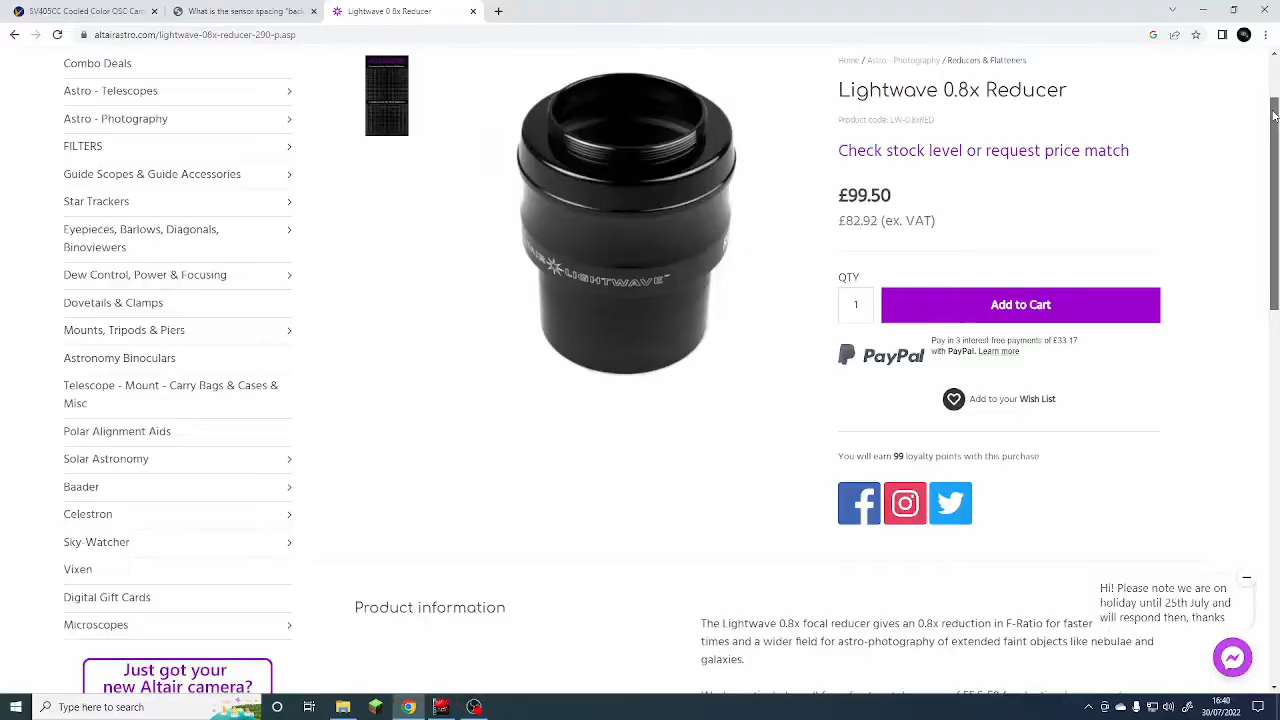 SV405CC Cooled Color OSC Cam
What is the sensor spacing "back
Lightwave 0.8x Reducer
altairastro.com/lightwave-08x-reducer-290-p.asp
Astro - Photography
FILTERS
Guide Scopes & Guide Accessories
Star Trackers
Eyepieces, Barlows, Diagonals,
Binoviewers
Dew Control, Power & Focusing
Dovetails & Clamps
Mounts, Tripods & Piers
Astronomy Binoculars
Telescope - Mount - Carry Bags & Cases &
Misc
Polar Alignment Aids
Solar Astronomy
Baader
Celestron
Sky-Watcher
Vixen
Digital Gift Cards
Microscopes
Just got your
new Altair camera?
LIGHTWAVE™
Home / Astro - Photography / Reducers & Flatteners
Lightwave 0.8x Reducer
Product code: LW-08xRED
Check stock level or request price match
£99.50
£82.92 (ex. VAT)
QTY
1
Add to Cart
PayPal
Pay in 3 interest-free payments of £33.17
with PayPal. Learn more
Add to your Wish List
You will earn 99 loyalty points with this purchase
Product information
The Lightwave 0.8x focal reducer gives an 0.8x reduction in F-Ratio for faster
times and a wider field for astro-photography of extended faint objects like nebulae and
galaxies.
Hi! Please note we are on
holiday until 25th July and
will respond then, thanks
Type here to search
16:40
30/07/2022